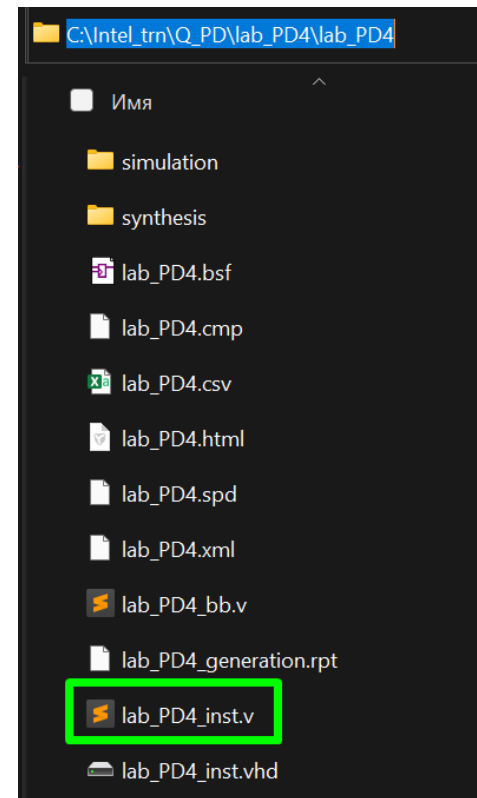 C:\Intel_trn\Q_PD\lab_PD4\lab_PD4
Имя
simulation
synthesis
lab_PD4.bsf
lab_PD4.cmp
lab_PD4.csv
lab_PD4.html
lab_PD4.spd
lab_PD4.xml
lab_PD4_bb.v
lab_PD4_generation.rpt
lab_PD4_inst.v
lab_PD4_inst.vhd